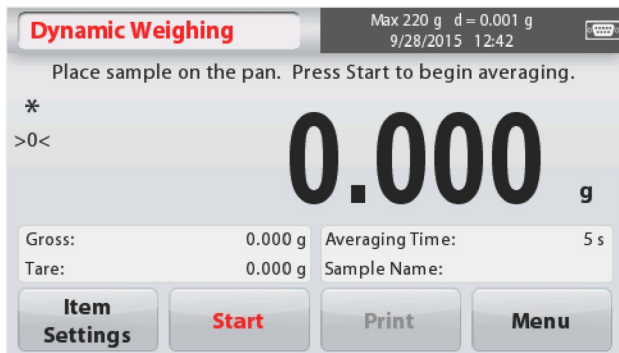 Dynamic Weighing
Max 220 g d = 0.001 g
9/28/2015 12:42
Place sample on the pan. Press Start to begin averaging.
*
>0<
0.000 g
Gross: 0.000 g
Tare: 0.000 g
Averaging Time: 5 s
Sample Name:
Item
Settings
Start
Print
Menu